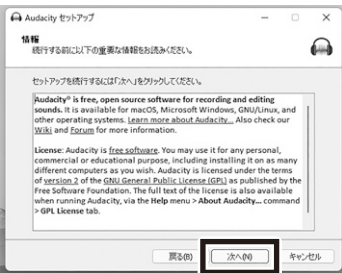 Audacity セットアップ
情報
続行する前に以下の重要な情報をお読みください。
セットアップを続行するには「次へ」をクリックしてください。
Audacity® is free, open source software for recording and editing
sounds. It is available for macOS, Microsoft Windows, GNU/Linux, and
other operating systems. Learn more about Audacity... Also check our
Wiki and Forum for more information.
License: Audacity is free software. You may use it for any personal,
commercial or educational purpose, including installing it on as many
different computers as you wish. Audacity is licensed under the terms
of version 2 of the GNU General Public License (GPL) as published by the
Free Software Foundation. The full text of the license is also available
when running Audacity, via the Help menu > About Audacity... command
> GPL License tab.
戻る(B) 次へ(N) キャンセル